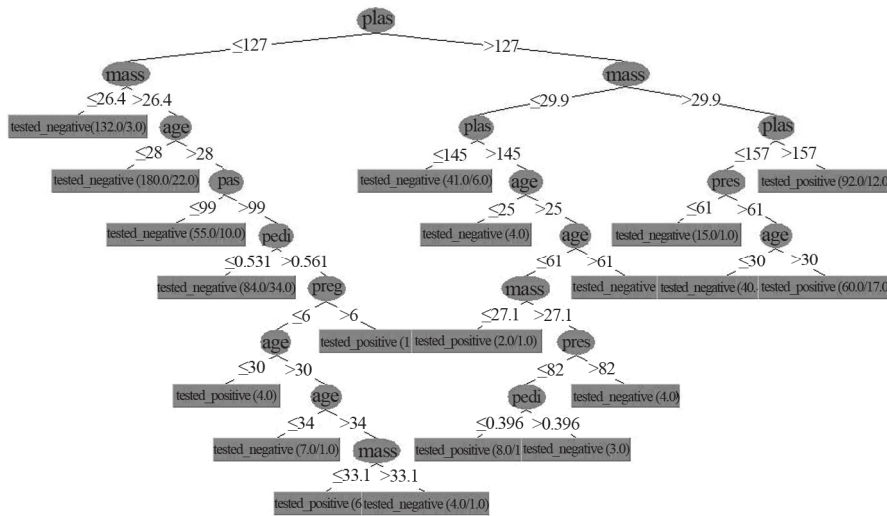 plas
≤127 >127
mass mass
≤26.4 >26.4 ≤29.9 >29.9
tested_negative(132.0/3.0) age plas plas
≤28 >28 ≤145 >145 ≤157 >157
tested_negative (180.0/22.0) pas tested_negative (41.0/6.0) age pres tested_positive (92.0/12.0
≤99 >99 ≤25 >25 ≤61 >61
tested_negative (55.0/10.0) pedi tested_negative (4.0) age tested_negative (15.0/1.0) age
≤0.531 >0.561 ≤61 >61 ≤30 >30
tested_negative (84.0/34.0) preg mass tested_negative tested_negative (40. tested_positive (60.0/17.0
≤6 >6 ≤27.1 >27.1
age tested_positive (1 tested_positive (2.0/1.0) pres
≤30 >30 ≤82 >82
tested_positive (4.0) age pedi tested_negative (4.0)
≤34 >34 ≤0.396 >0.396
tested_negative (7.0/1.0) mass tested_positive (8.0/1 tested_negative (3.0)
≤33.1 >33.1
tested_positive (6 tested_negative (4.0/1.0)